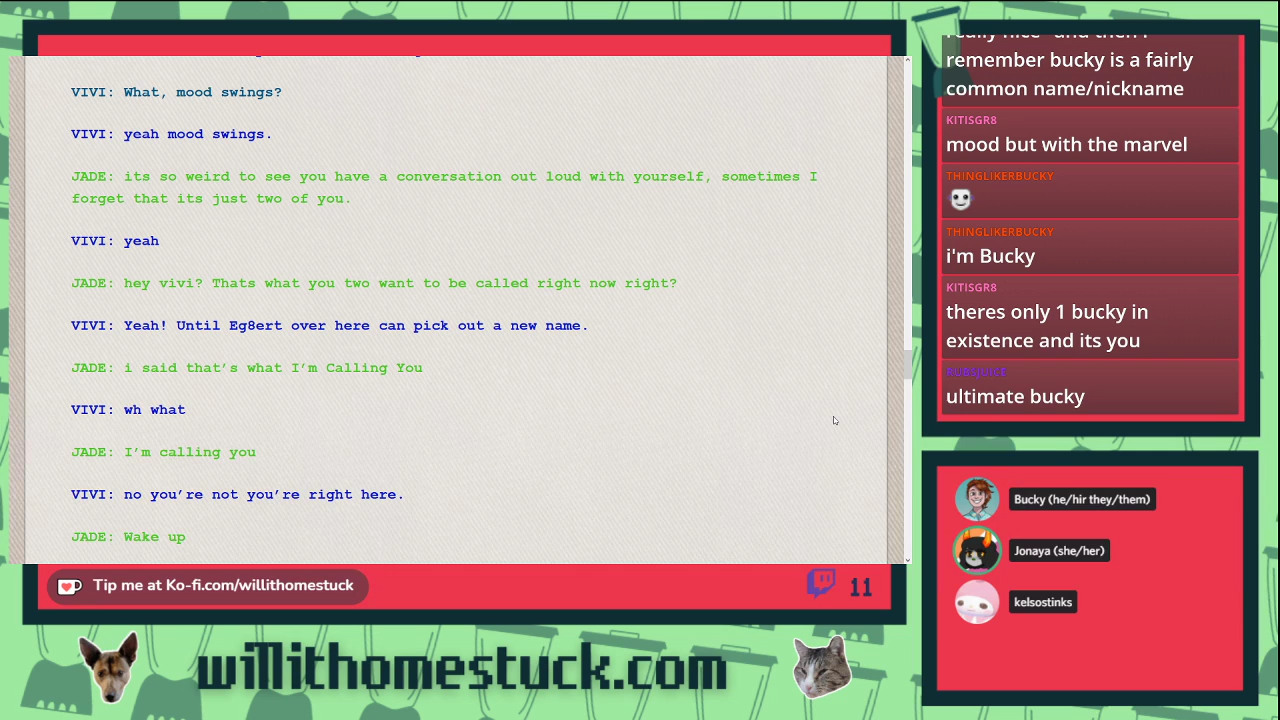 VIVI: What, mood swings?
VIVI: yeah mood swings.
JADE: its so weird to see you have a conversation out loud with yourself, sometimes I
forget that its just two of you.
VIVI: yeah
JADE: hey vivi? Thats what you two want to be called right now right?
VIVI: Yeah! Until Eg8ert over here can pick out a new name.
JADE: i said that’s what I’m Calling You
VIVI: wh what
JADE: I’m calling you
VIVI: no you’re not you’re right here.
JADE: Wake up
Tip me at Ko-fi.com/willithomestuck
11
willithomestuck.com
remember bucky is a fairly
common name/nickname
KITISGR8
mood but with the marvel
THINGLIKERBUCKY
THINGLIKERBUCKY
i'm Bucky
KITISGR8
theres only 1 bucky in
existence and its you
ultimate bucky
Bucky (he/hir they/them)
Jonaya (she/her)
kelsostinks